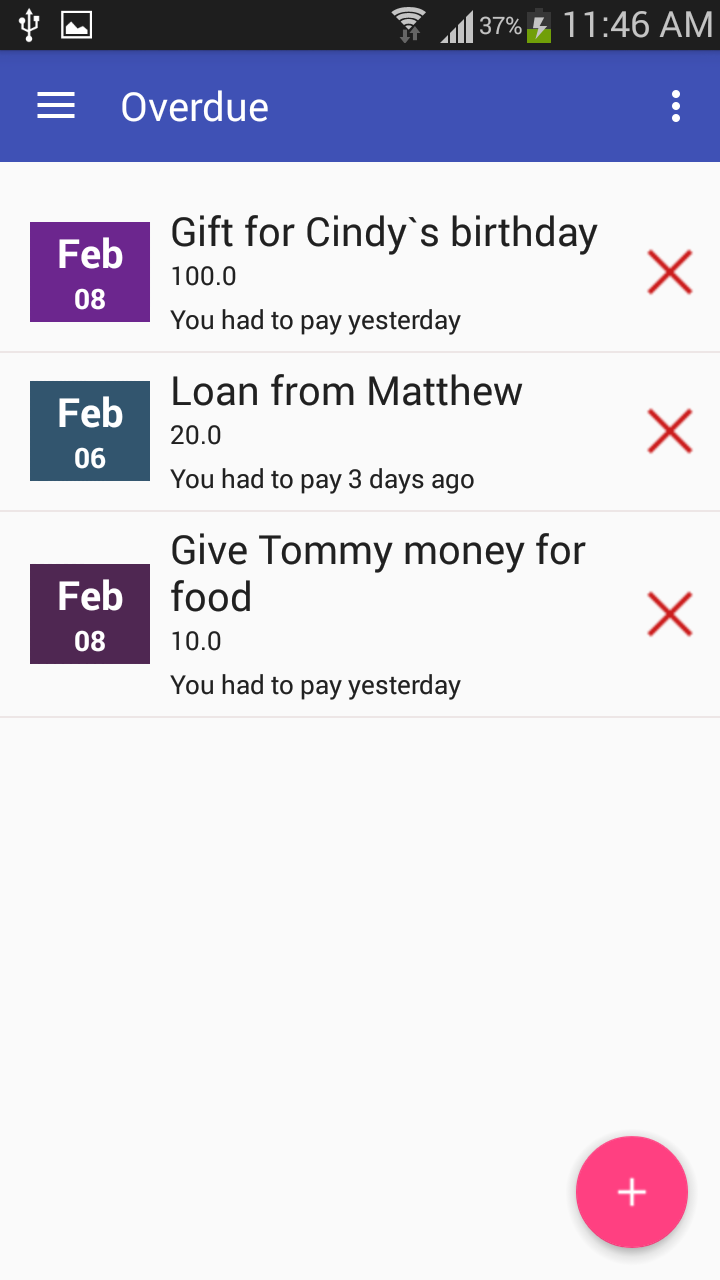 37% 11:46 AM
Overdue
Feb
08
Gift for Cindy`s birthday
100.0
You had to pay yesterday
Feb
06
Loan from Matthew
20.0
You had to pay 3 days ago
Feb
08
Give Tommy money for
food
10.0
You had to pay yesterday